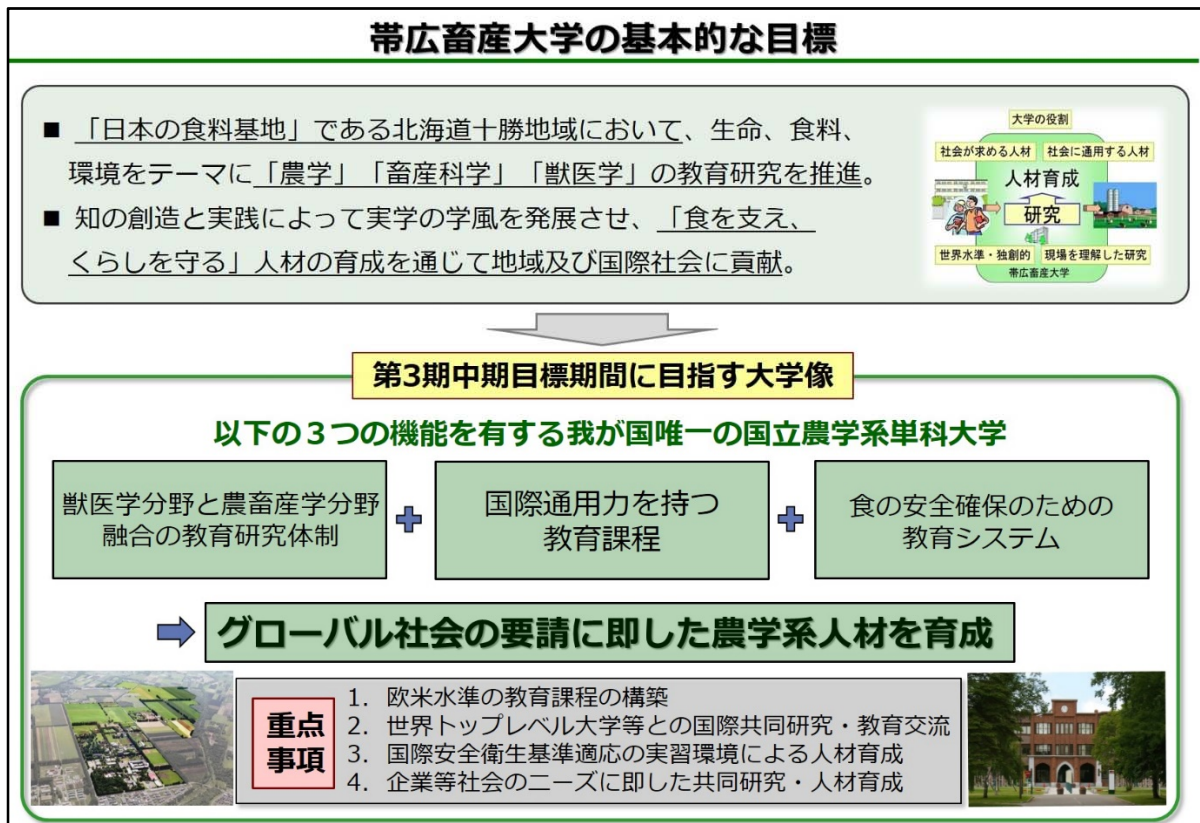 帯広畜産大学の基本的な目標
■ 「日本の食料基地」である北海道十勝地域において、生命、食料、
環境をテーマに「農学」「畜産科学」「獣医学」の教育研究を推進。
■ 知の創造と実践によって実学の学風を発展させ、「食を支え、
くらしを守る」人材の育成を通じて地域及び国際社会に貢献。
大学の役割
社会が求める人材 社会に通用する人材
人材育成
研究
世界水準・独創的 現場を理解した研究
帯広畜産大学
第3期中期目標期間に目指す大学像
以下の３つの機能を有する我が国唯一の国立農学系単科大学
獣医学分野と農畜産学分野
融合の教育研究体制
国際通用力を持つ
教育課程
食の安全確保のための
教育システム
グローバル社会の要請に即した農学系人材を育成
重点
事項
1. 欧米水準の教育課程の構築
2. 世界トップレベル大学等との国際共同研究・教育交流
3. 国際安全衛生基準適応の実習環境による人材育成
4. 企業等社会のニーズに即した共同研究・人材育成